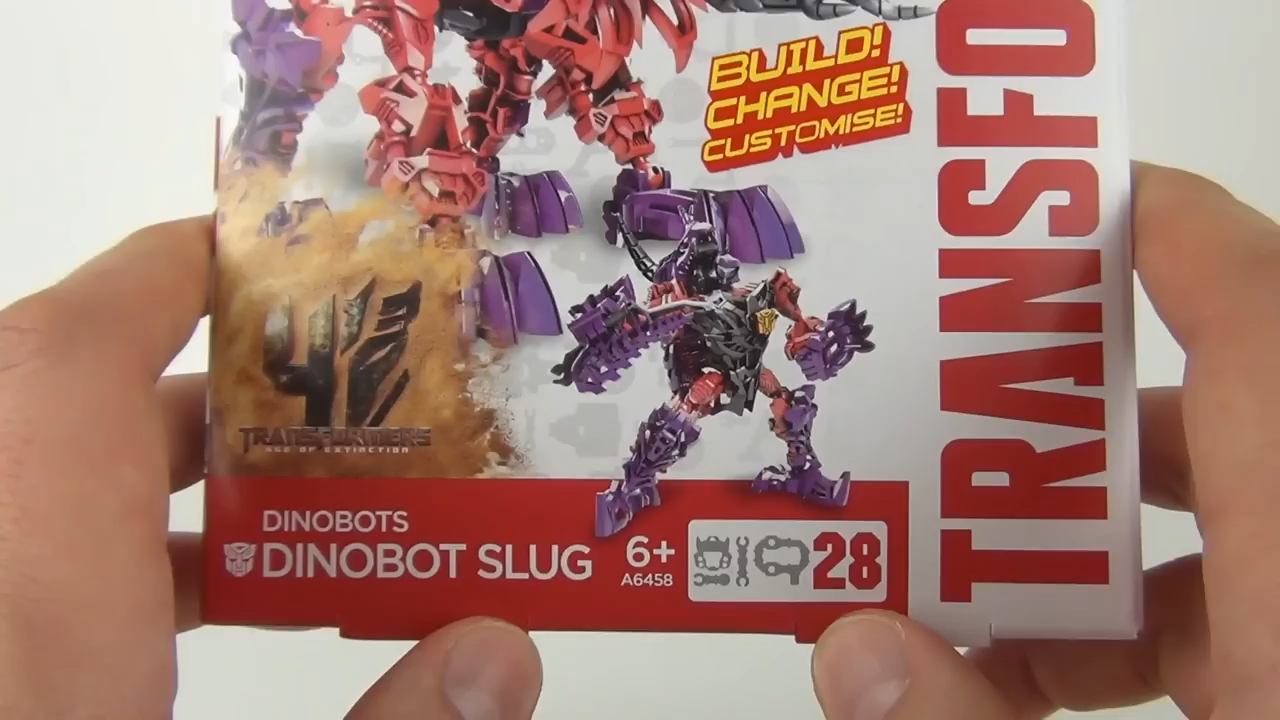 BUILD!
CHANGE!
CUSTOMISE!
TRANSFO
TRANSFORMERS
AGE OF EXTINCTION
DINOBOTS
DINOBOT SLUG
6+
A6458
28